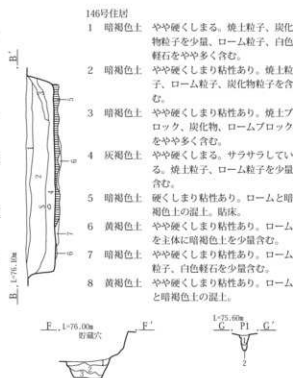 146号住居
1 暗褐色土 やや硬くしまる。焼土粒子、炭化
物粒子を少量、ローム粒子、白色
軽石をやや多く含む。
2 暗褐色土 やや硬くしまり粘性あり。焼土粒
子、ローム粒子、炭化物粒子を含
む。
3 暗褐色土 やや硬くしまり粘性あり。焼土ブ
ロック、炭化物、ロームブロック
をやや多く含む。
4 灰褐色土 やや硬くしまる。サラサラしてい
る。焼土粒子、ローム粒子を少量
含む。
5 暗褐色土 硬くしまり粘性あり。ロームと暗
褐色土の混土。貼床。
6 黄褐色土 やや硬くしまり粘性あり。ローム
を主体に暗褐色土を少量含む。
7 暗褐色土 やや硬くしまり粘性あり。ローム
粒子、白色軽石を少量含む。
8 黄褐色土 やや硬くしまり粘性あり。ローム
と暗褐色土の混土。
B′
B L=76.10m
1
2
5
6
4
5
6
7
F L=76.00m F′
貯蔵穴
L=75.60m
G P1 G′
1
2